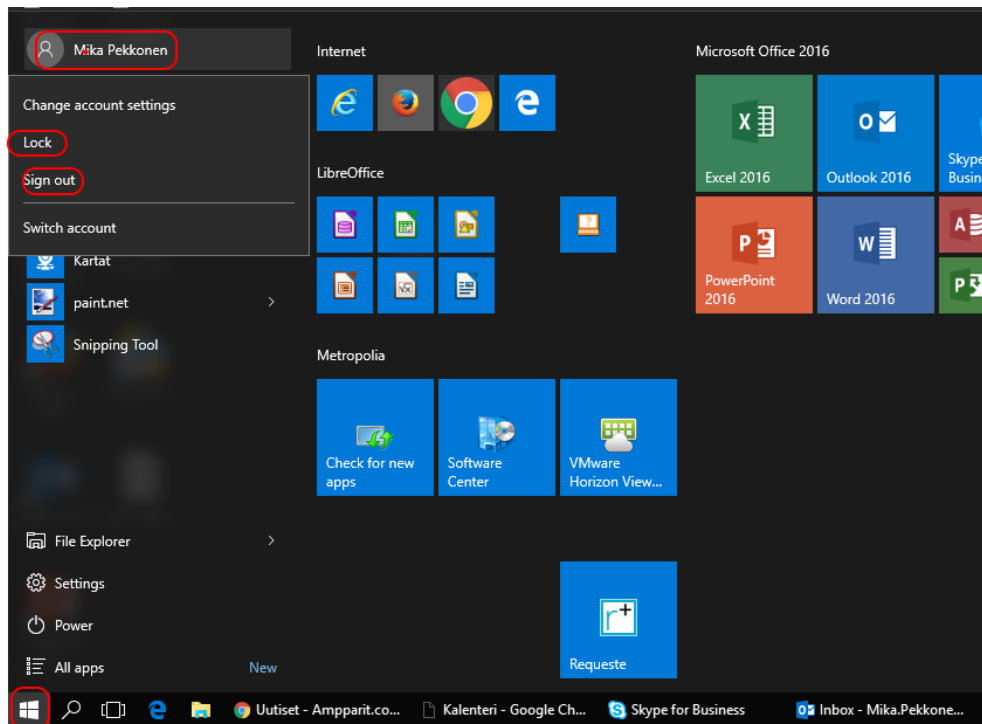 Mika Pekkonen
Change account settings
Lock
Sign out
Switch account
Kartat
paint.net
Snipping Tool
File Explorer
Settings
Power
All apps
New
Internet
LibreOffice
Metropolia
Check for new
apps
Software
Center
VMware
Horizon View...
Requeste
Microsoft Office 2016
Excel 2016
Outlook 2016
Skype
Busin
PowerPoint
2016
Word 2016
Uutiset - Ampparit.co...
Kalenteri - Google Ch...
Skype for Business
Inbox - Mika.Pekkone...